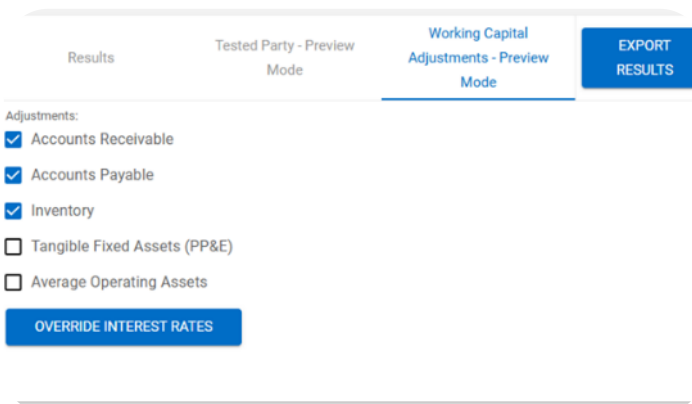 Results
Tested Party - Preview
Mode
Working Capital
Adjustments - Preview
Mode
EXPORT
RESULTS
Adjustments:
Accounts Receivable
Accounts Payable
Inventory
Tangible Fixed Assets (PP&E)
Average Operating Assets
OVERRIDE INTEREST RATES